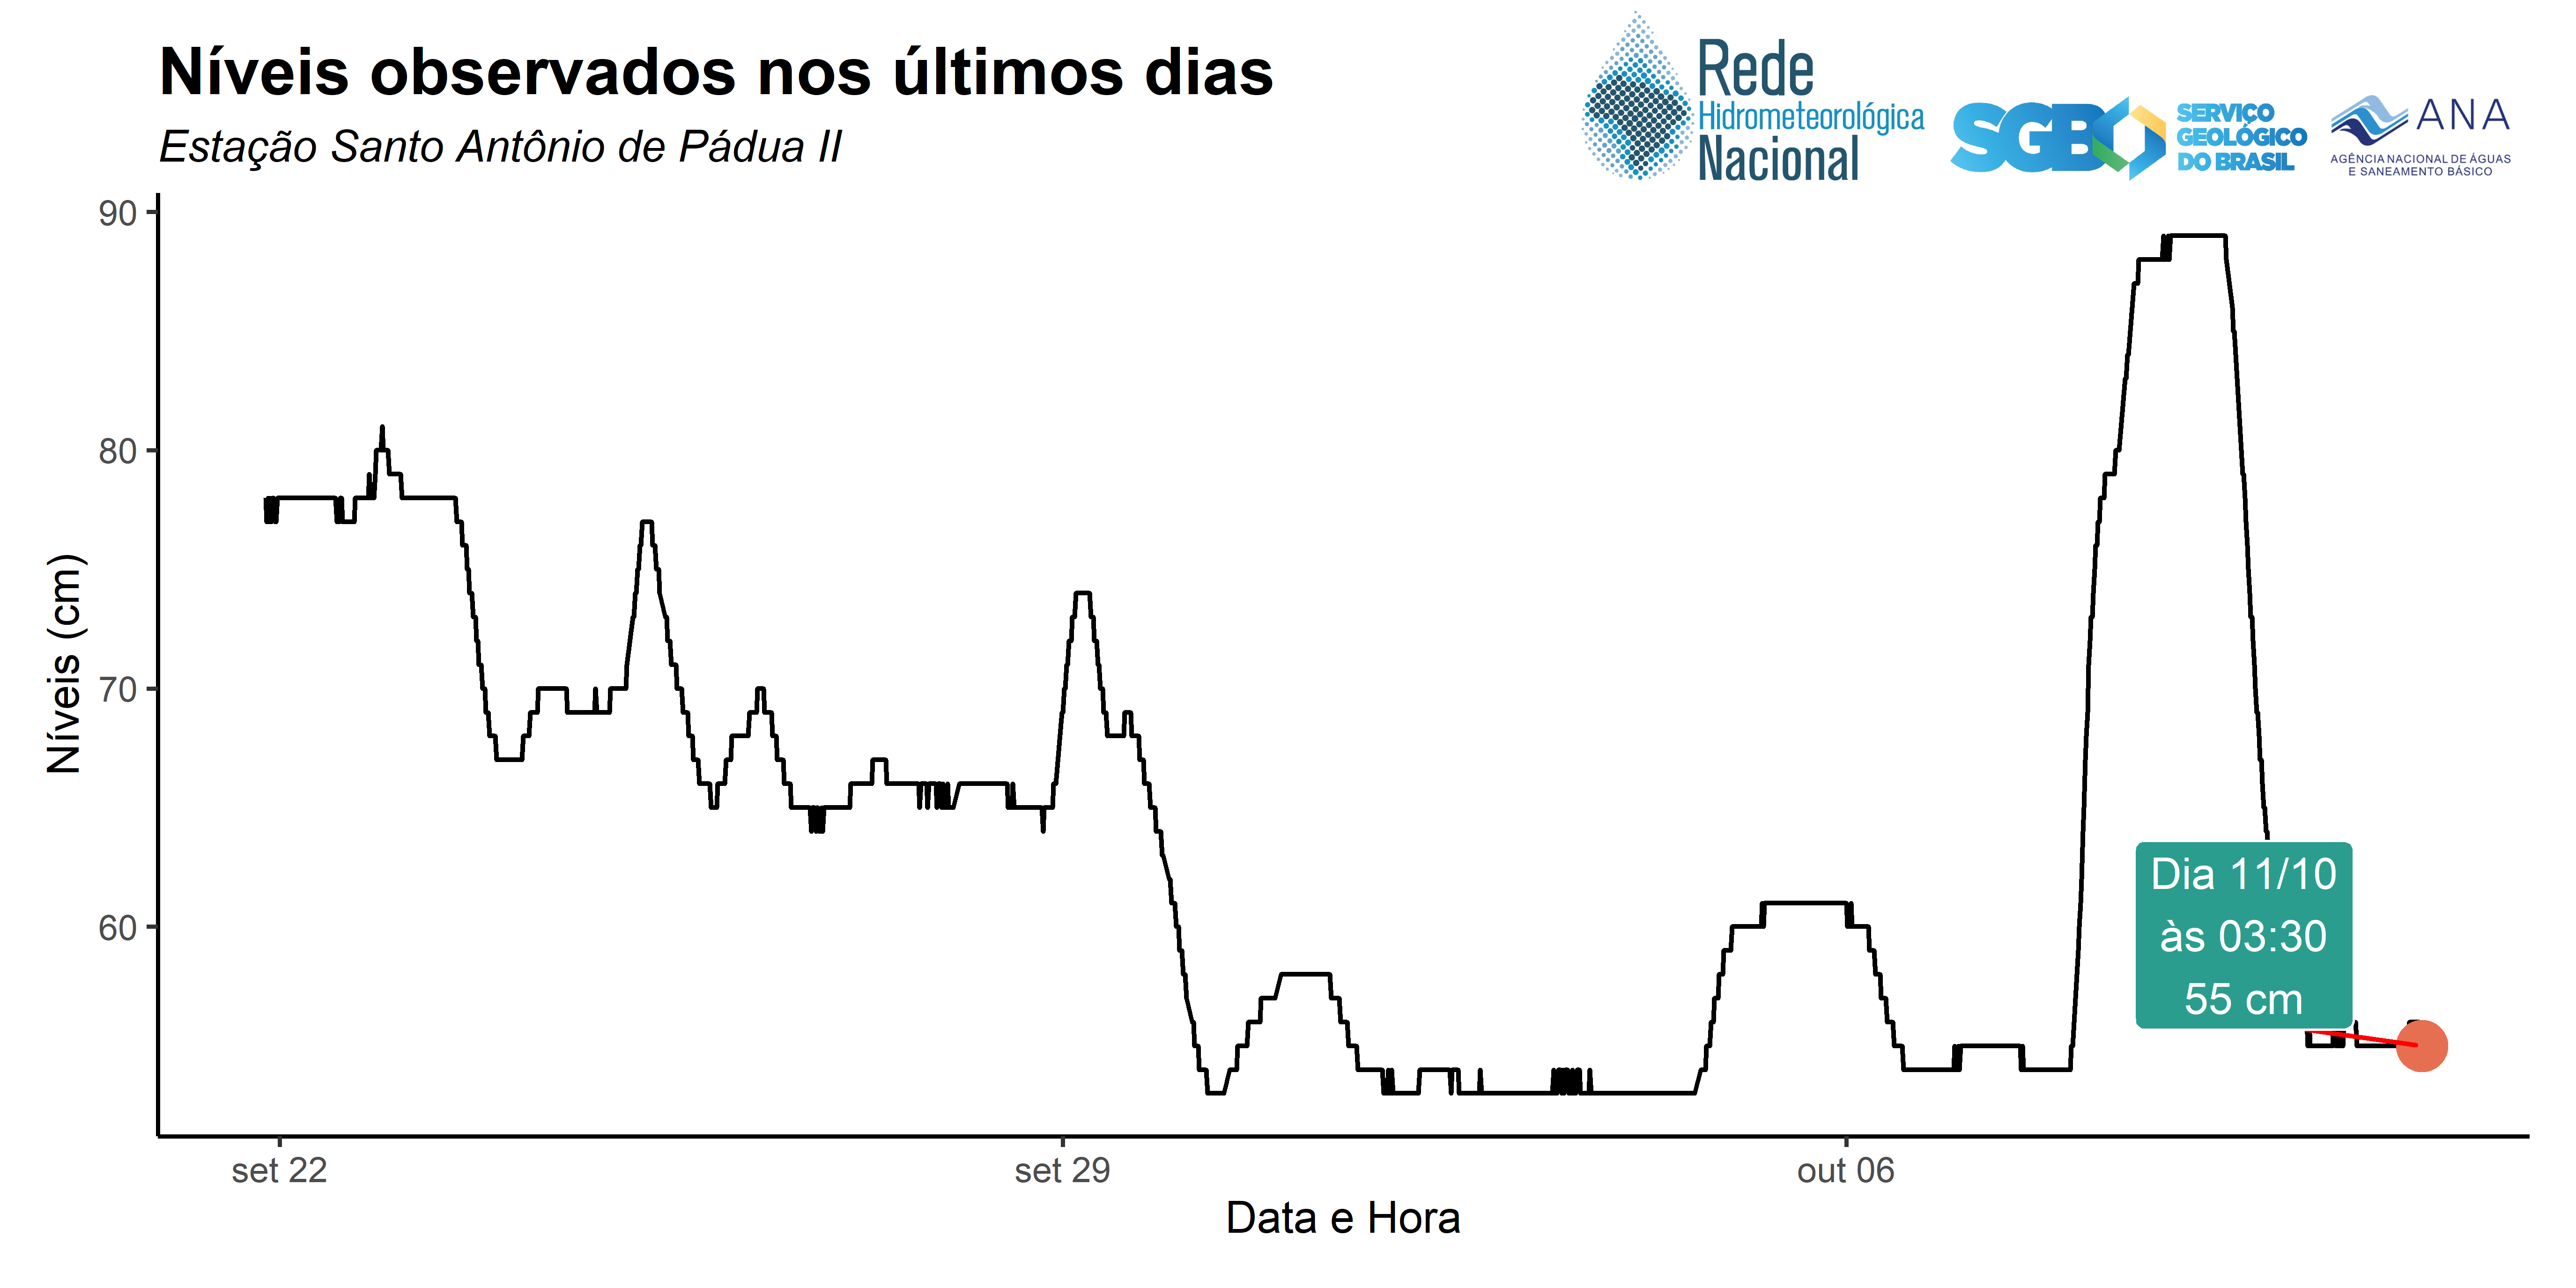 Níveis observados nos últimos dias
Estação Santo Antônio de Pádua II
Rede
Hidrometeorológica
Nacional
SGB
SERVIÇO
GEOLÓGICO
DO BRASIL
ANA
AGÊNCIA NACIONAL DE ÁGUAS
E SANEAMENTO BÁSICO
90
80
70
60
Níveis (cm)
Dia 11/10
às 03:30
55 cm
set 22
set 29
out 06
Data e Hora